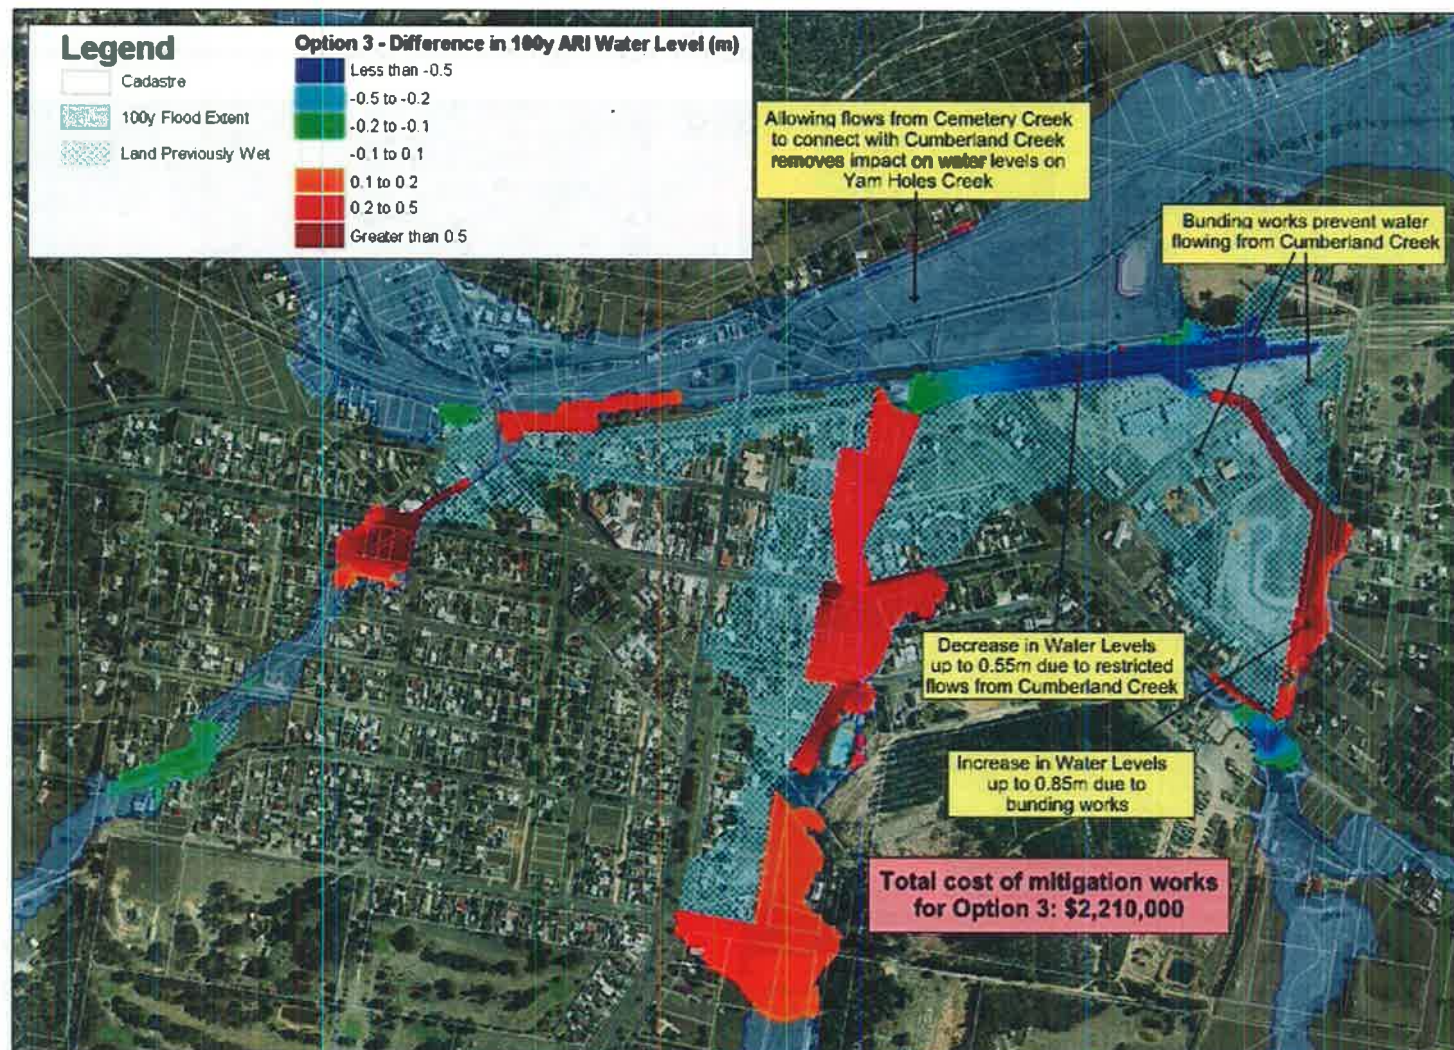 Legend
Cadastre
100y Flood Extent
Land Previously Wet
Option 3 - Difference in 100y ARI Water Level (m)
Less than -0.5
-0.5 to -0.2
-0.2 to -0.1
-0.1 to 0.1
0.1 to 0.2
0.2 to 0.5
Greater than 0.5
Allowing flows from Cemetery Creek
to connect with Cumberland Creek
removes impact on water levels on
Yam Holes Creek
Bunding works prevent water
flowing from Cumberland Creek
Decrease in Water Levels
up to 0.55m due to restricted
flows from Cumberland Creek
Increase in Water Levels
up to 0.85m due to
bunding works
Total cost of mitigation works
for Option 3: $2,210,000